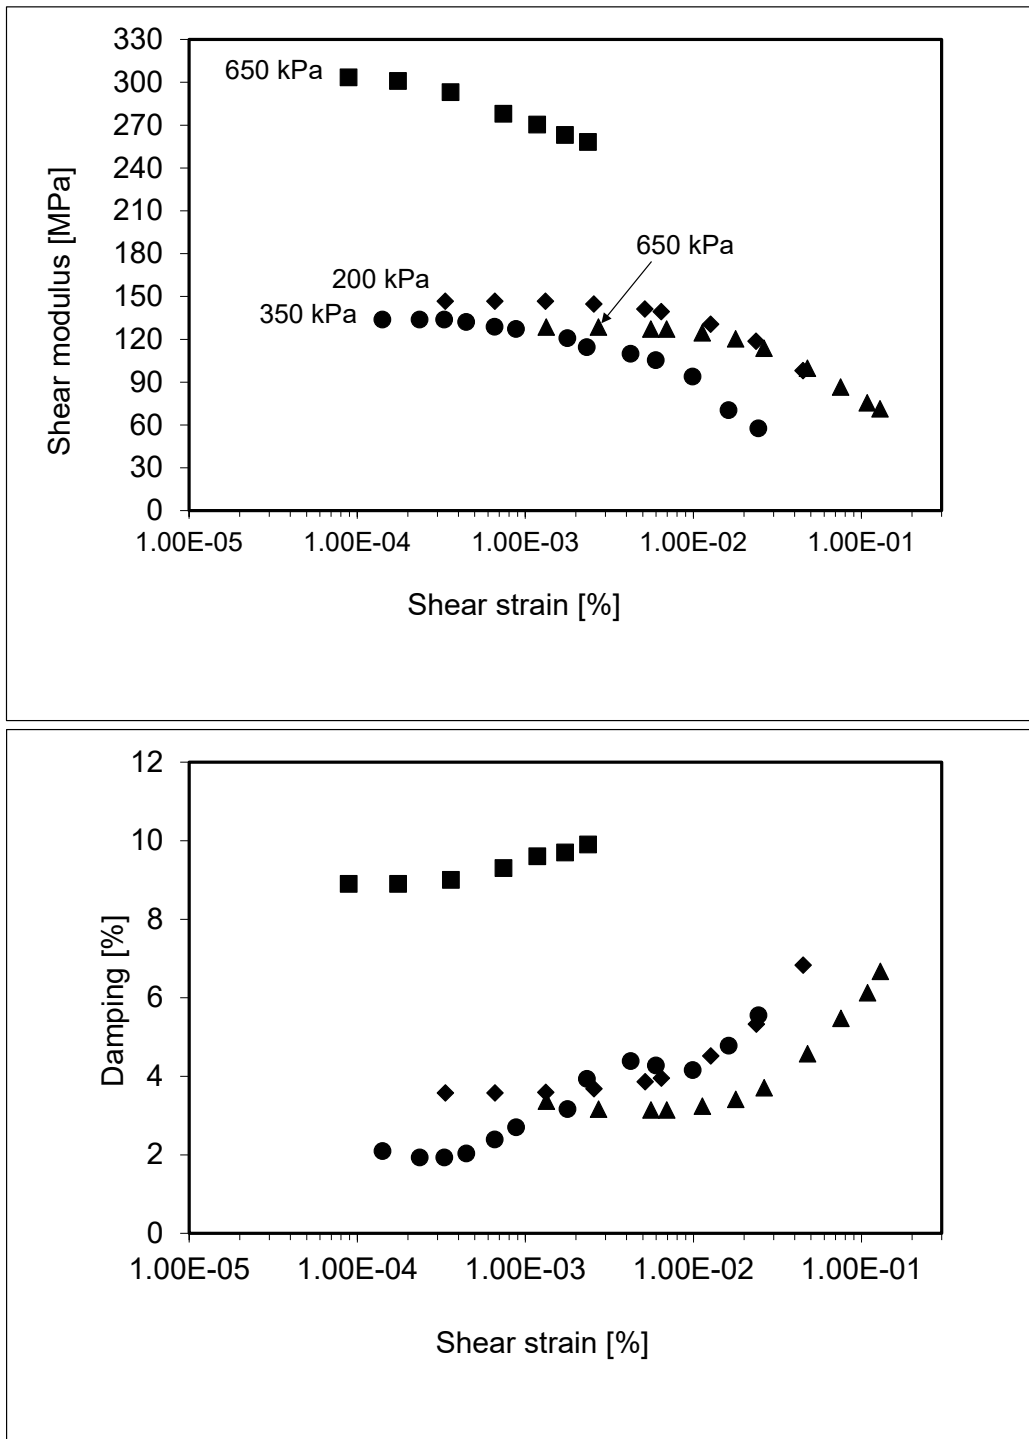 330
300
270
240
210
180
150
120
90
60
30
0
Shear modulus [MPa]
650 kPa
650 kPa
200 kPa
350 kPa
1.00E-05 1.00E-04 1.00E-03 1.00E-02 1.00E-01
Shear strain [%]
12
10
8
6
4
2
0
Damping [%]
1.00E-05 1.00E-04 1.00E-03 1.00E-02 1.00E-01
Shear strain [%]